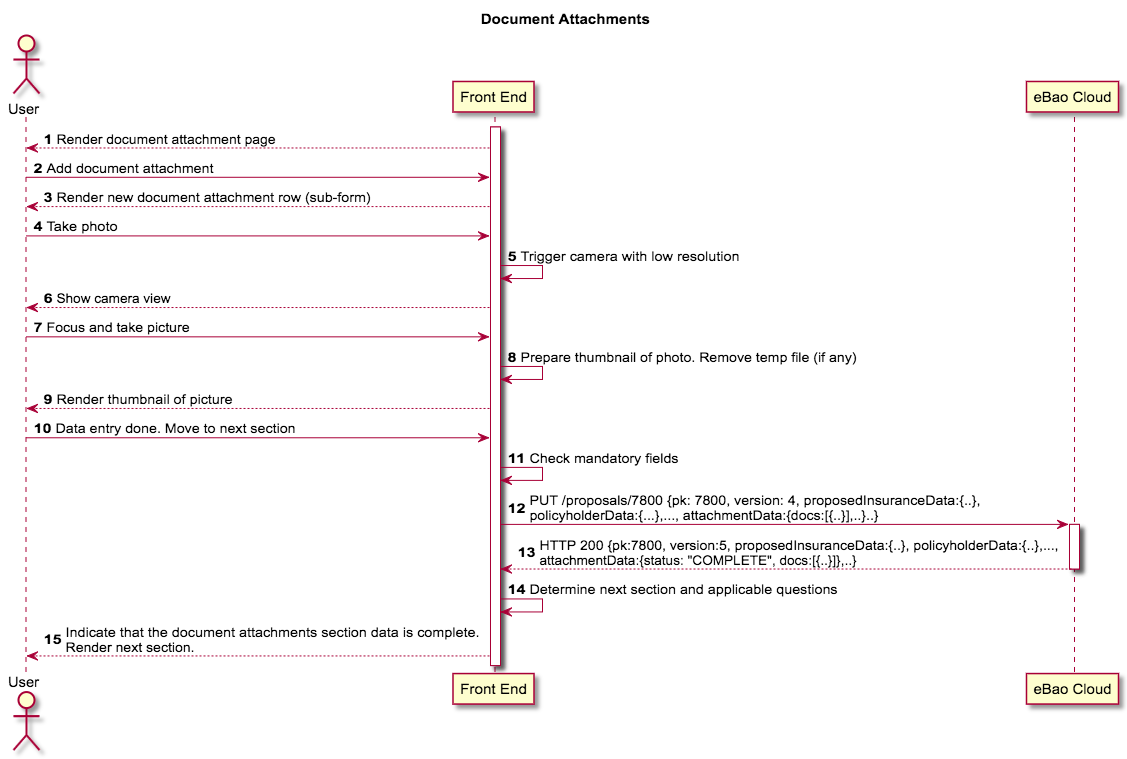 Document Attachments
User
Front End
eBao Cloud
1 Render document attachment page
2 Add document attachment
3 Render new document attachment row (sub-form)
4 Take photo
5 Trigger camera with low resolution
6 Show camera view
7 Focus and take picture
8 Prepare thumbnail of photo. Remove temp file (if any)
9 Render thumbnail of picture
10 Data entry done. Move to next section
11 Check mandatory fields
12 PUT /proposals/7800 {pk: 7800, version: 4, proposedInsuranceData:{..},
policyholderData:{...},..., attachmentData:{docs:[{..}],..}..}
13 HTTP 200 {pk:7800, version:5, proposedInsuranceData:{..}, policyholderData:{..},...,
attachmentData:{status: "COMPLETE", docs:[{..}]},..}
14 Determine next section and applicable questions
15 Indicate that the document attachments section data is complete.
Render next section.
User
Front End
eBao Cloud